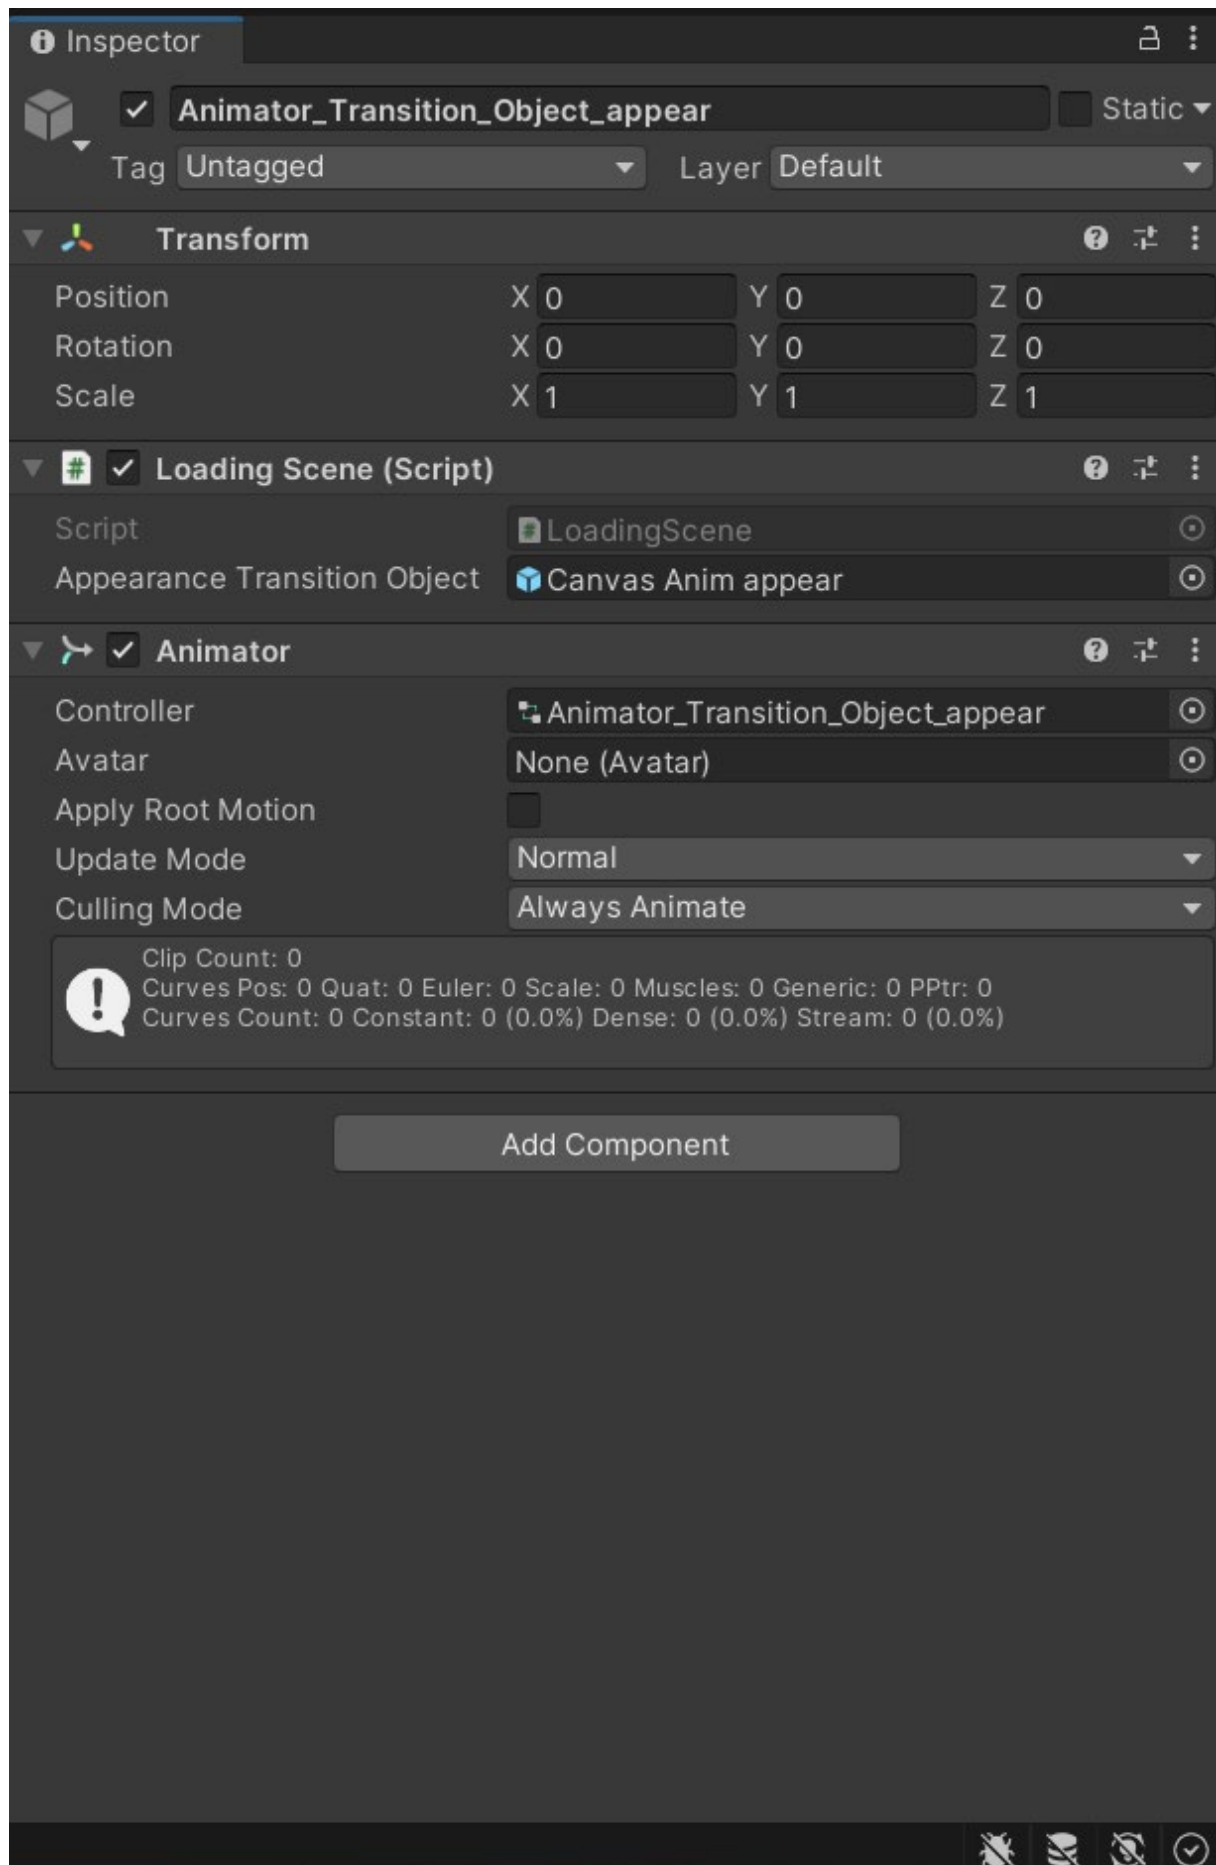 Inspector
Animator_Transition_Object_appear Static
Tag Untagged Layer Default
Transform
Position X 0 Y 0 Z 0
Rotation X 0 Y 0 Z 0
Scale X 1 Y 1 Z 1
# Loading Scene (Script)
Script # LoadingScene
Appearance Transition Object Canvas Anim appear
Animator
Controller Animator_Transition_Object_appear
Avatar None (Avatar)
Apply Root Motion
Update Mode Normal
Culling Mode Always Animate
Clip Count: 0
Curves Pos: 0 Quat: 0 Euler: 0 Scale: 0 Muscles: 0 Generic: 0 PPtr: 0
Curves Count: 0 Constant: 0 (0.0%) Dense: 0 (0.0%) Stream: 0 (0.0%)
Add Component